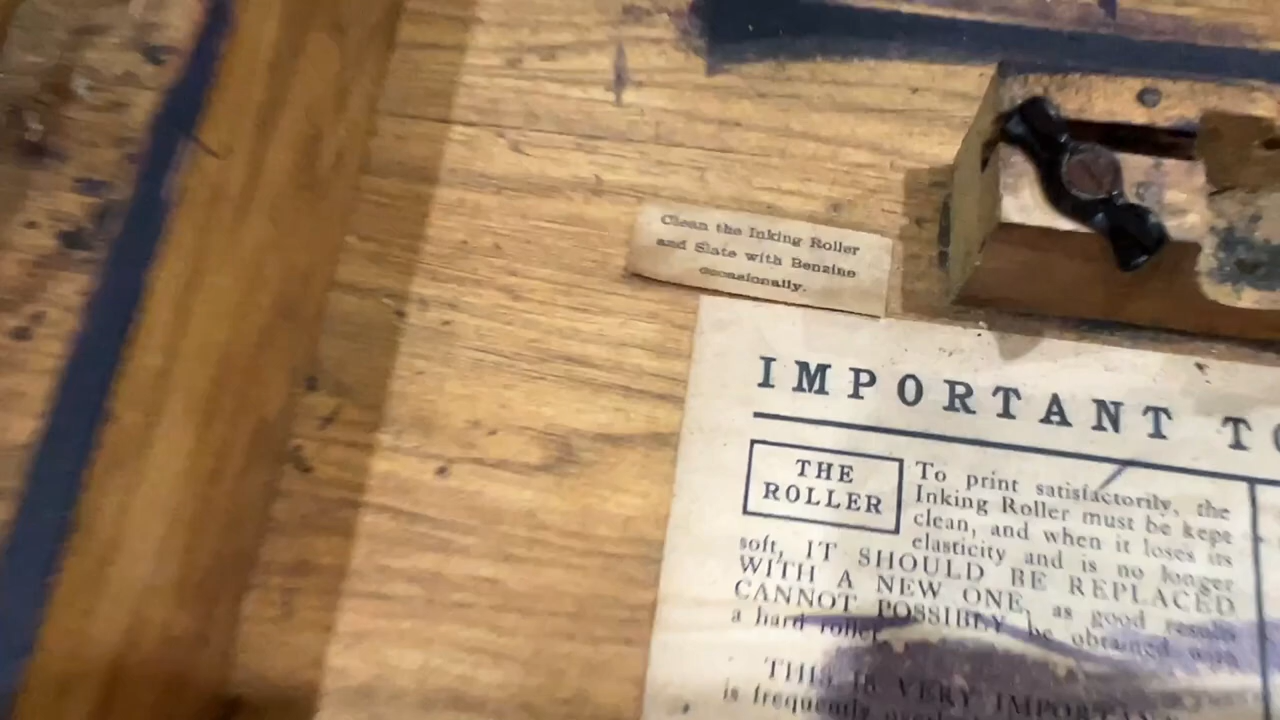 Clean the Inking Roller
and Slate with Benzine
occasionally.
IMPORTANT TO
THE
ROLLER
To print satisfactorily, the
Inking Roller must be kept
clean, and when it loses its
elasticity and is no longer
soft, IT SHOULD BE REPLACED
WITH A NEW ONE, as good results
CANNOT POSSIBLY be obtained with
a hard roller.
THIS IS VERY IMPORTAN
is frequently